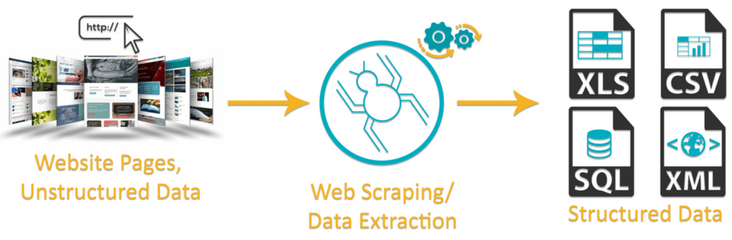 http://
Website Pages,
Unstructured Data
Web Scraping/
Data Extraction
XLS
CSV
SQL
XML
Structured Data